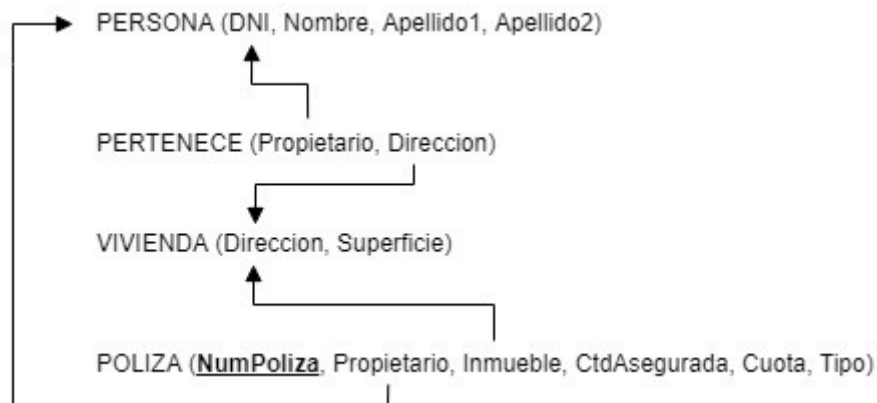 PERSONA (DNI, Nombre, Apellido1, Apellido2)
PERTENECE (Propietario, Direccion)
VIVIENDA (Direccion, Superficie)
POLIZA (NumPoliza, Propietario, Inmueble, CtdAsegurada, Cuota, Tipo)